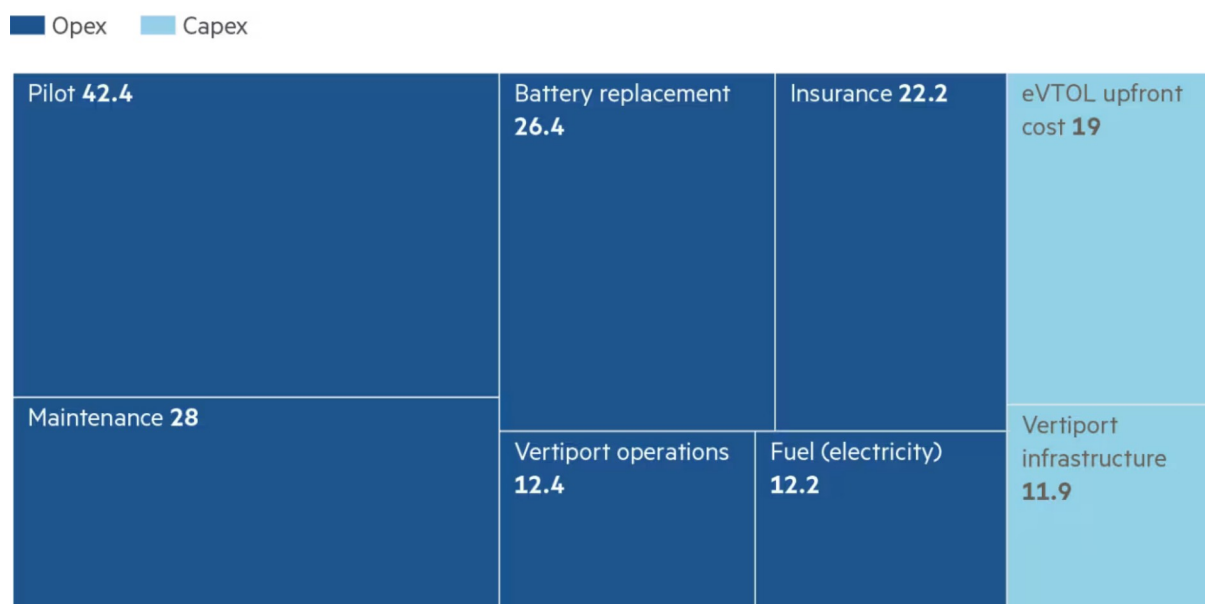 Opex
Capex
Pilot 42.4
Battery replacement
26.4
Insurance 22.2
eVTOL upfront
cost 19
Maintenance 28
Vertiport operations
12.4
Fuel (electricity)
12.2
Vertiport
infrastructure
11.9